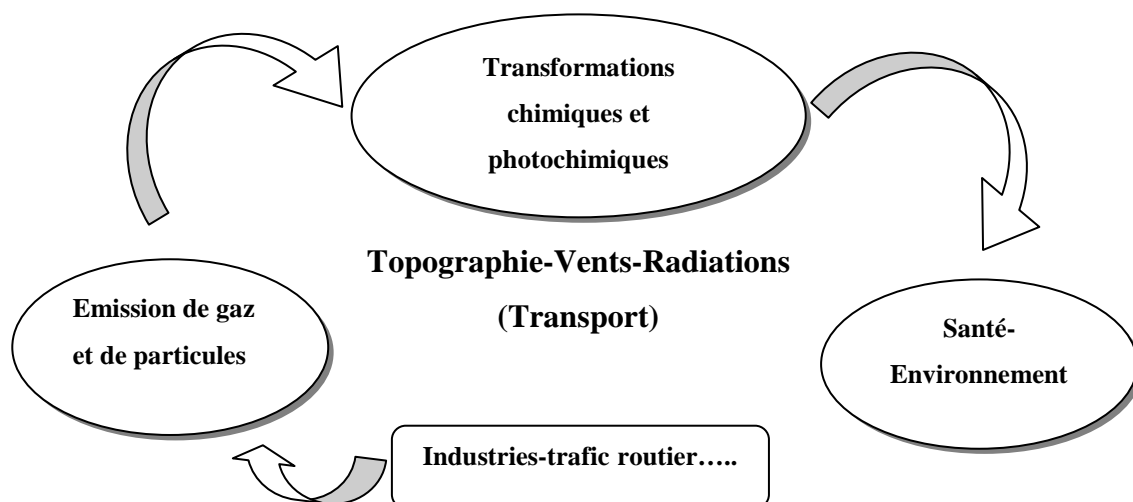 Transformations
chimiques et
photochimiques
Topographie-Vents-Radiations
(Transport)
Emission de gaz
et de particules
Santé-
Environnement
Industries-trafic routier…..